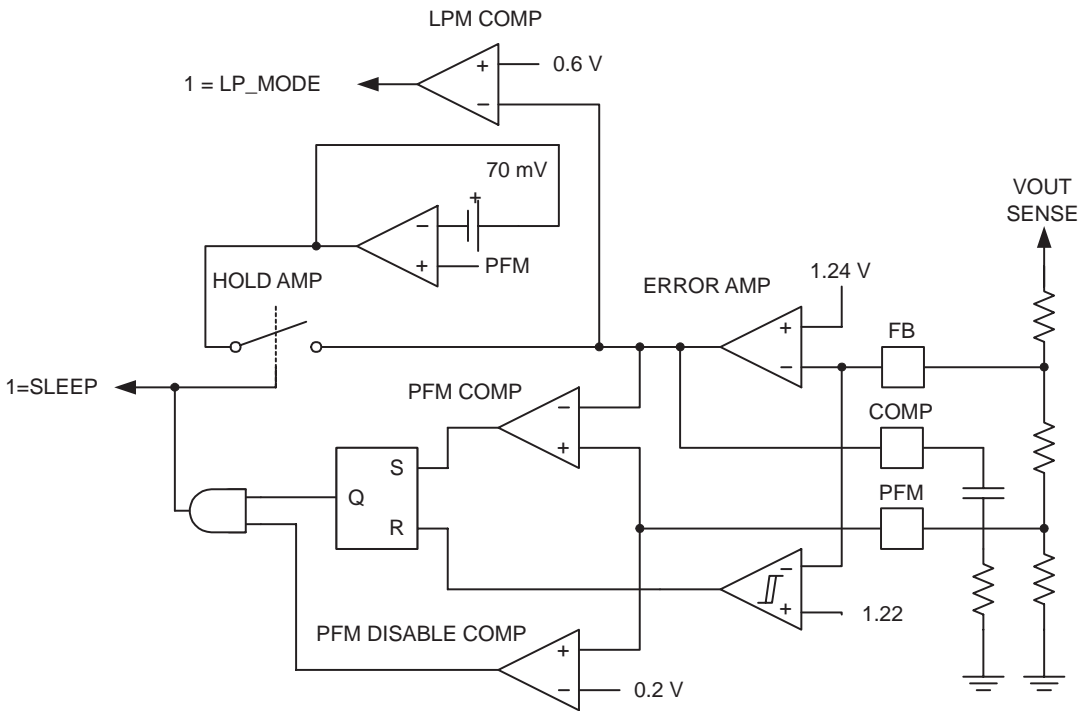 LPM COMP
+
0.6 V
1 = LP_MODE
−
70 mV
+
VOUT
SENSE
−
+
PFM
HOLD AMP
ERROR AMP
1.24 V
+
−
FB
1=SLEEP
PFM COMP
−
+
COMP
S
Q
R
PFM
−
+
1.22
PFM DISABLE COMP
+
−
0.2 V